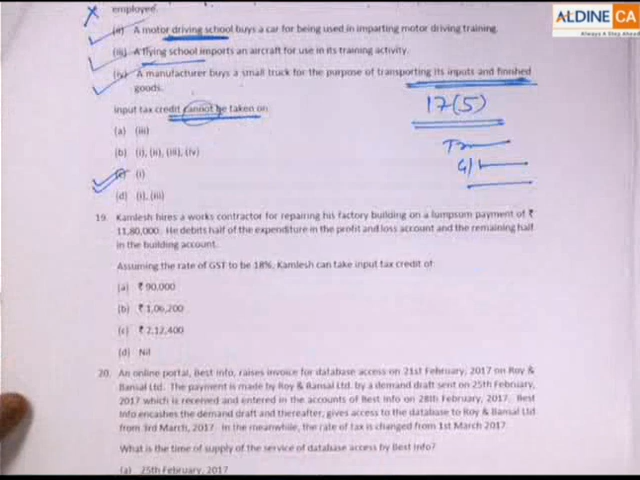 employee.
ALDINE CA
Always A Step Ahead
(ii) A motor driving school buys a car for being used in imparting motor driving training.
(iii) A flying school imports an aircraft for use in its training activity.
(iv) A manufacturer buys a small truck for the purpose of transporting its inputs and finished
goods.
Input tax credit cannot be taken on
17(5)
(a) (iii)
(b) (i), (ii), (iii), (iv)
(c) (i)
(d) (i), (iii)
19. Kamlesh hires a works contractor for repairing his factory building on a lumpsum payment of ₹
11,80,000. He debits half of the expenditure in the profit and loss account and the remaining half
in the building account.
Assuming the rate of GST to be 18%, Kamlesh can take input tax credit of:
(a) ₹ 90,000
(b) ₹ 1,06,200
(c) ₹ 2,12,400
(d) Nil
20. An online portal, Best Info, raises invoice for database access on 21st February, 2017 on Roy &
Bansal Ltd. The payment is made by Roy & Bansal Ltd. by a demand draft sent on 25th February,
2017 which is received and entered in the accounts of Best Info on 28th February, 2017. Best
Info encashes the demand draft and thereafter, gives access to the database to Roy & Bansal Ltd
from 3rd March, 2017. In the meanwhile, the rate of tax is changed from 1st March 2017.
What is the time of supply of the service of database access by Best Info?
(a) 25th February, 2017